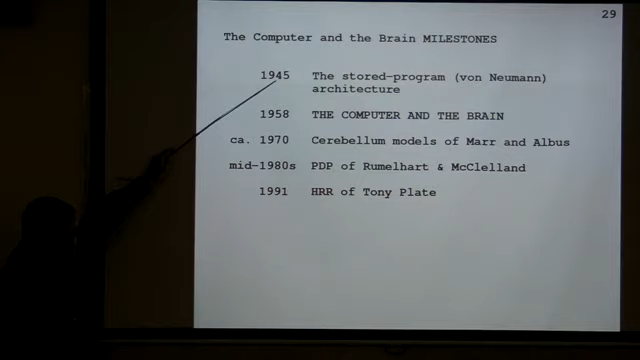 29
The Computer and the Brain MILESTONES
1945 The stored-program (von Neumann)
architecture
1958 THE COMPUTER AND THE BRAIN
ca. 1970 Cerebellum models of Marr and Albus
mid-1980s PDP of Rumelhart & McClelland
1991 HRR of Tony Plate